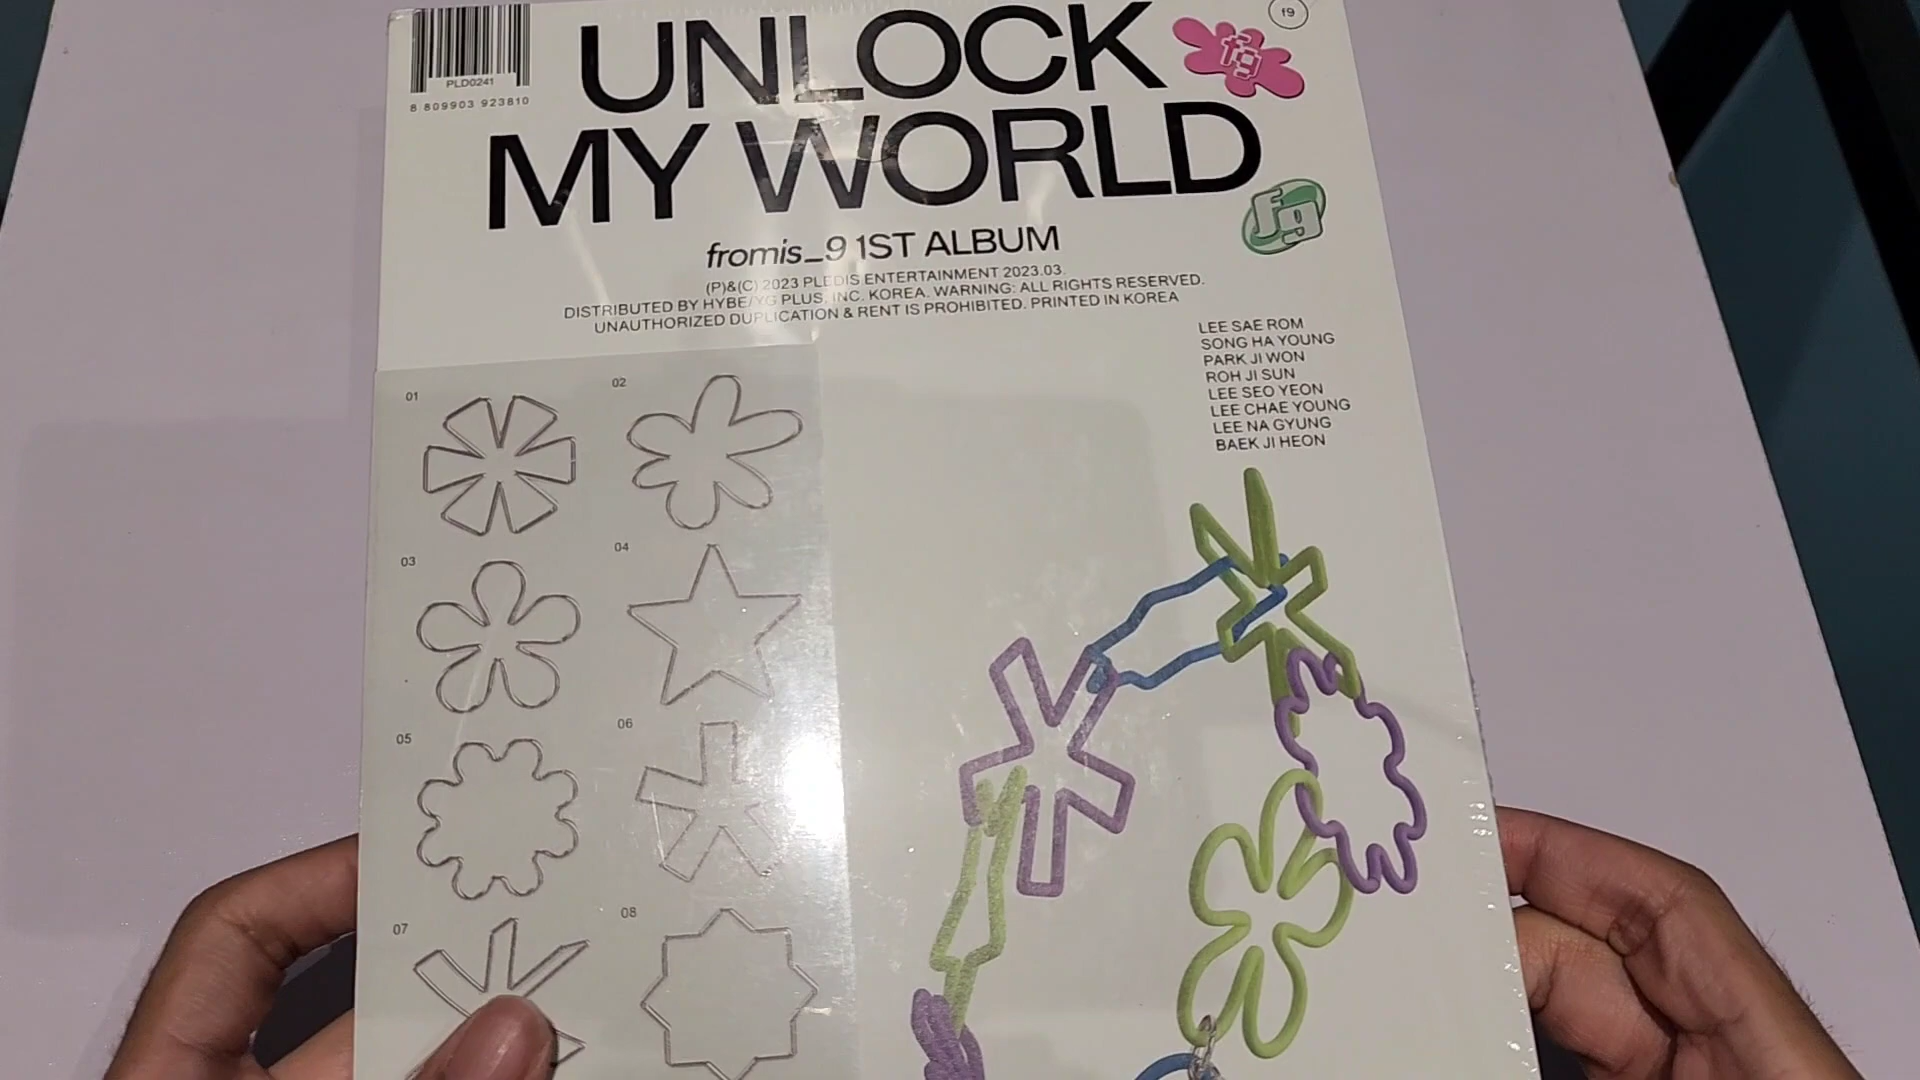 PLD0241
8 809903 923810
UNLOCK
MY WORLD
f9
f9
f9
fromis_9 1ST ALBUM
(P)&(C) 2023 PLEDIS ENTERTAINMENT 2023.03.
DISTRIBUTED BY HYBE/YG PLUS, INC. KOREA. WARNING: ALL RIGHTS RESERVED.
UNAUTHORIZED DUPLICATION & RENT IS PROHIBITED. PRINTED IN KOREA
LEE SAE ROM
SONG HA YOUNG
PARK JI WON
ROH JI SUN
LEE SEO YEON
LEE CHAE YOUNG
LEE NA GYUNG
BAEK JI HEON
01
02
03
04
05
06
07
08